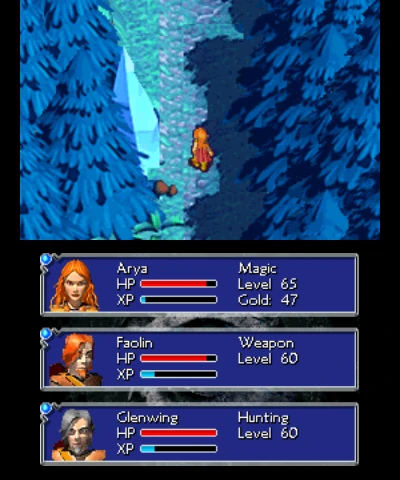 Arya Magic
HP Level 65
XP Gold: 47
Faolin Weapon
HP Level 60
XP
Glenwing Hunting
HP Level 60
XP